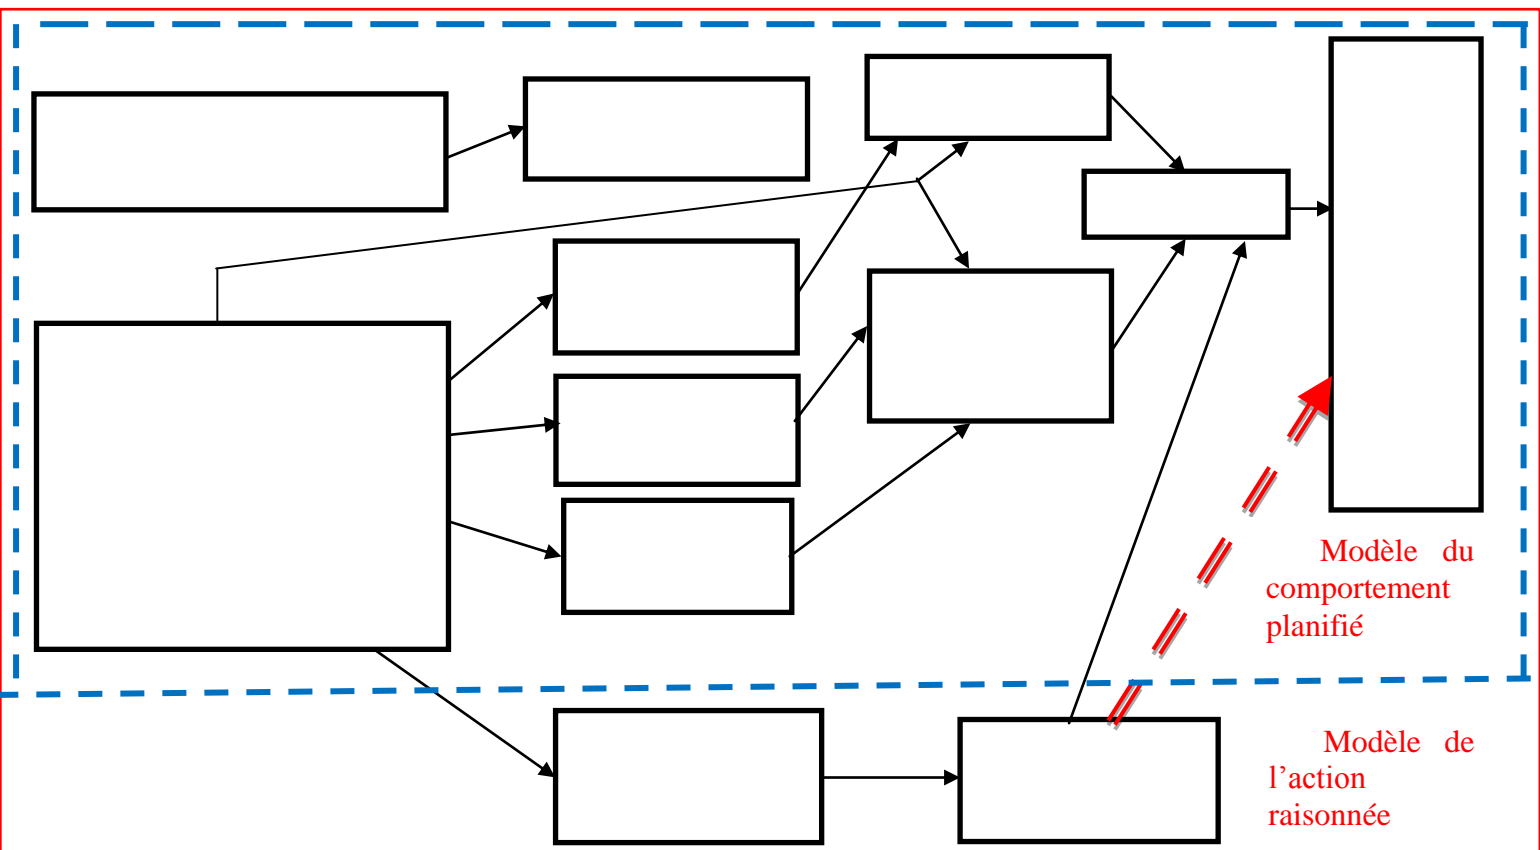 Modèle du
comportement
planifié
Modèle de
l’action
raisonnée